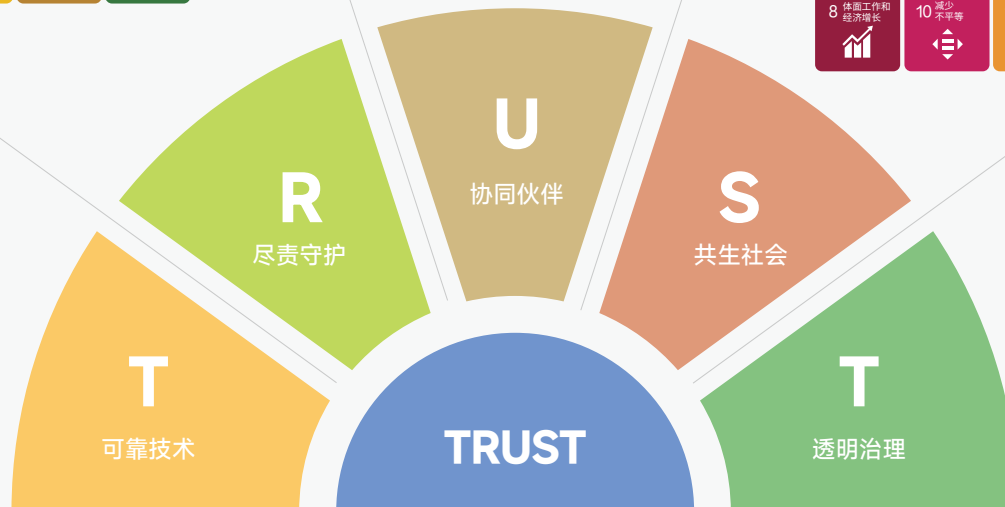 8 体面工作和
经济增长
10 减少
不平等
U
协同伙伴
R
尽责守护
S
共生社会
T
可靠技术
T
透明治理
TRUST